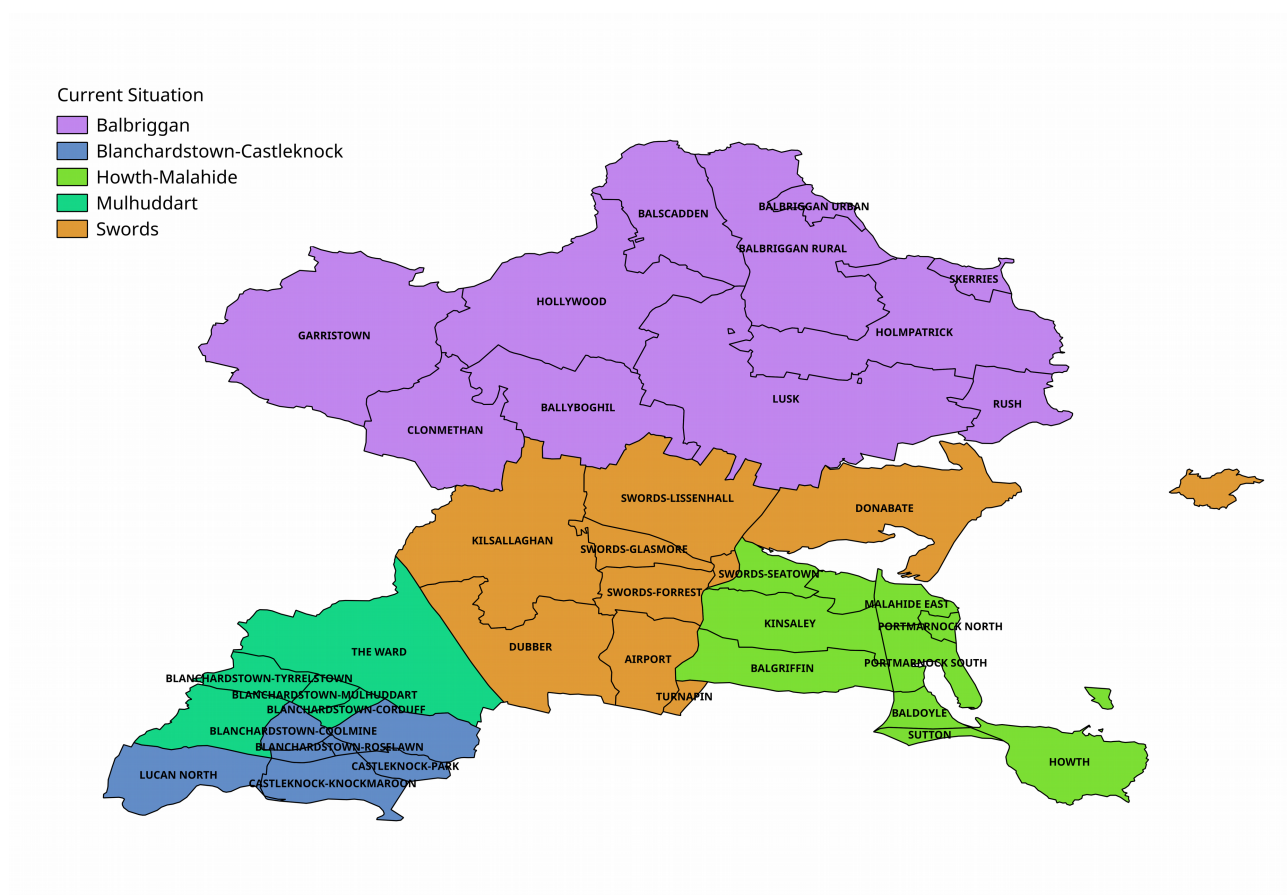 Current Situation
Balbriggan
Blanchardstown-Castleknock
Howth-Malahide
Mulhuddart
Swords
BALBRIGGAN URBAN
BALSCADDEN
BALBRIGGAN RURAL
SKERRIES
HOLLYWOOD
HOLMPATRICK
GARRISTOWN
LUSK
RUSH
BALLYBOGHIL
CLONMETHAN
SWORDS-LISSENHALL
DONABATE
KILSALLAGHAN
SWORDS-GLASMORE
SWORDS-SEATOWN
SWORDS-FORREST
MALAHIDE EAST
KINSALEY
PORTMARNOCK NORTH
DUBBER
THE WARD
AIRPORT
PORTMARNOCK SOUTH
BALGRIFFIN
BLANCHARDSTOWN-TYRRELSTOWN
BLANCHARDSTOWN-MULHUDDART
TURNAPIN
BLANCHARDSTOWN-CORDUFF
BALDOYLE
BLANCHARDSTOWN-COOLMINE
SUTTON
BLANCHARDSTOWN-ROSELAWN
HOWTH
CASTLEKNOCK-PARK
LUCAN NORTH
CASTLEKNOCK-KNOCKMAROON